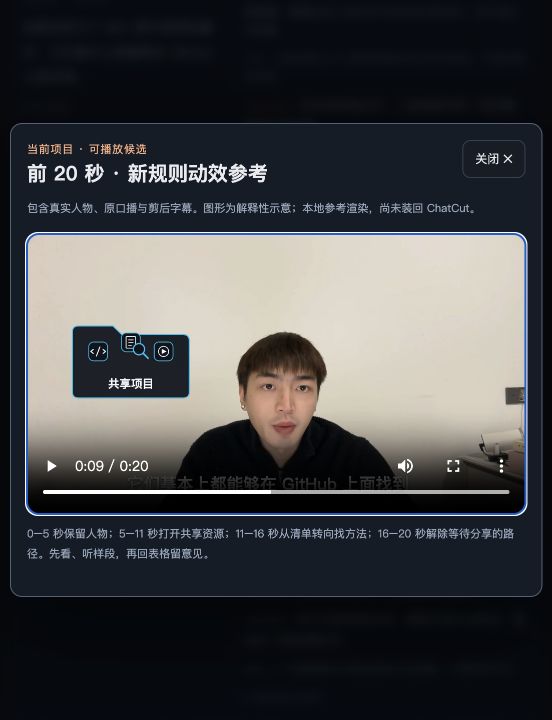 当前项目 · 可播放候选
前 20 秒 · 新规则动效参考
关闭 ×
包含真实人物、原口播与剪后字幕。图形为解释性示意；本地参考渲染，尚未装回 ChatCut。
</>
共享项目
0:09 / 0:20
它们基本上都能够在 GitHub 上面找到
0—5 秒保留人物；5—11 秒打开共享资源；11—16 秒从清单转向找方法；16—20 秒解除等待分享的路
径。先看、听样段，再回表格留意见。